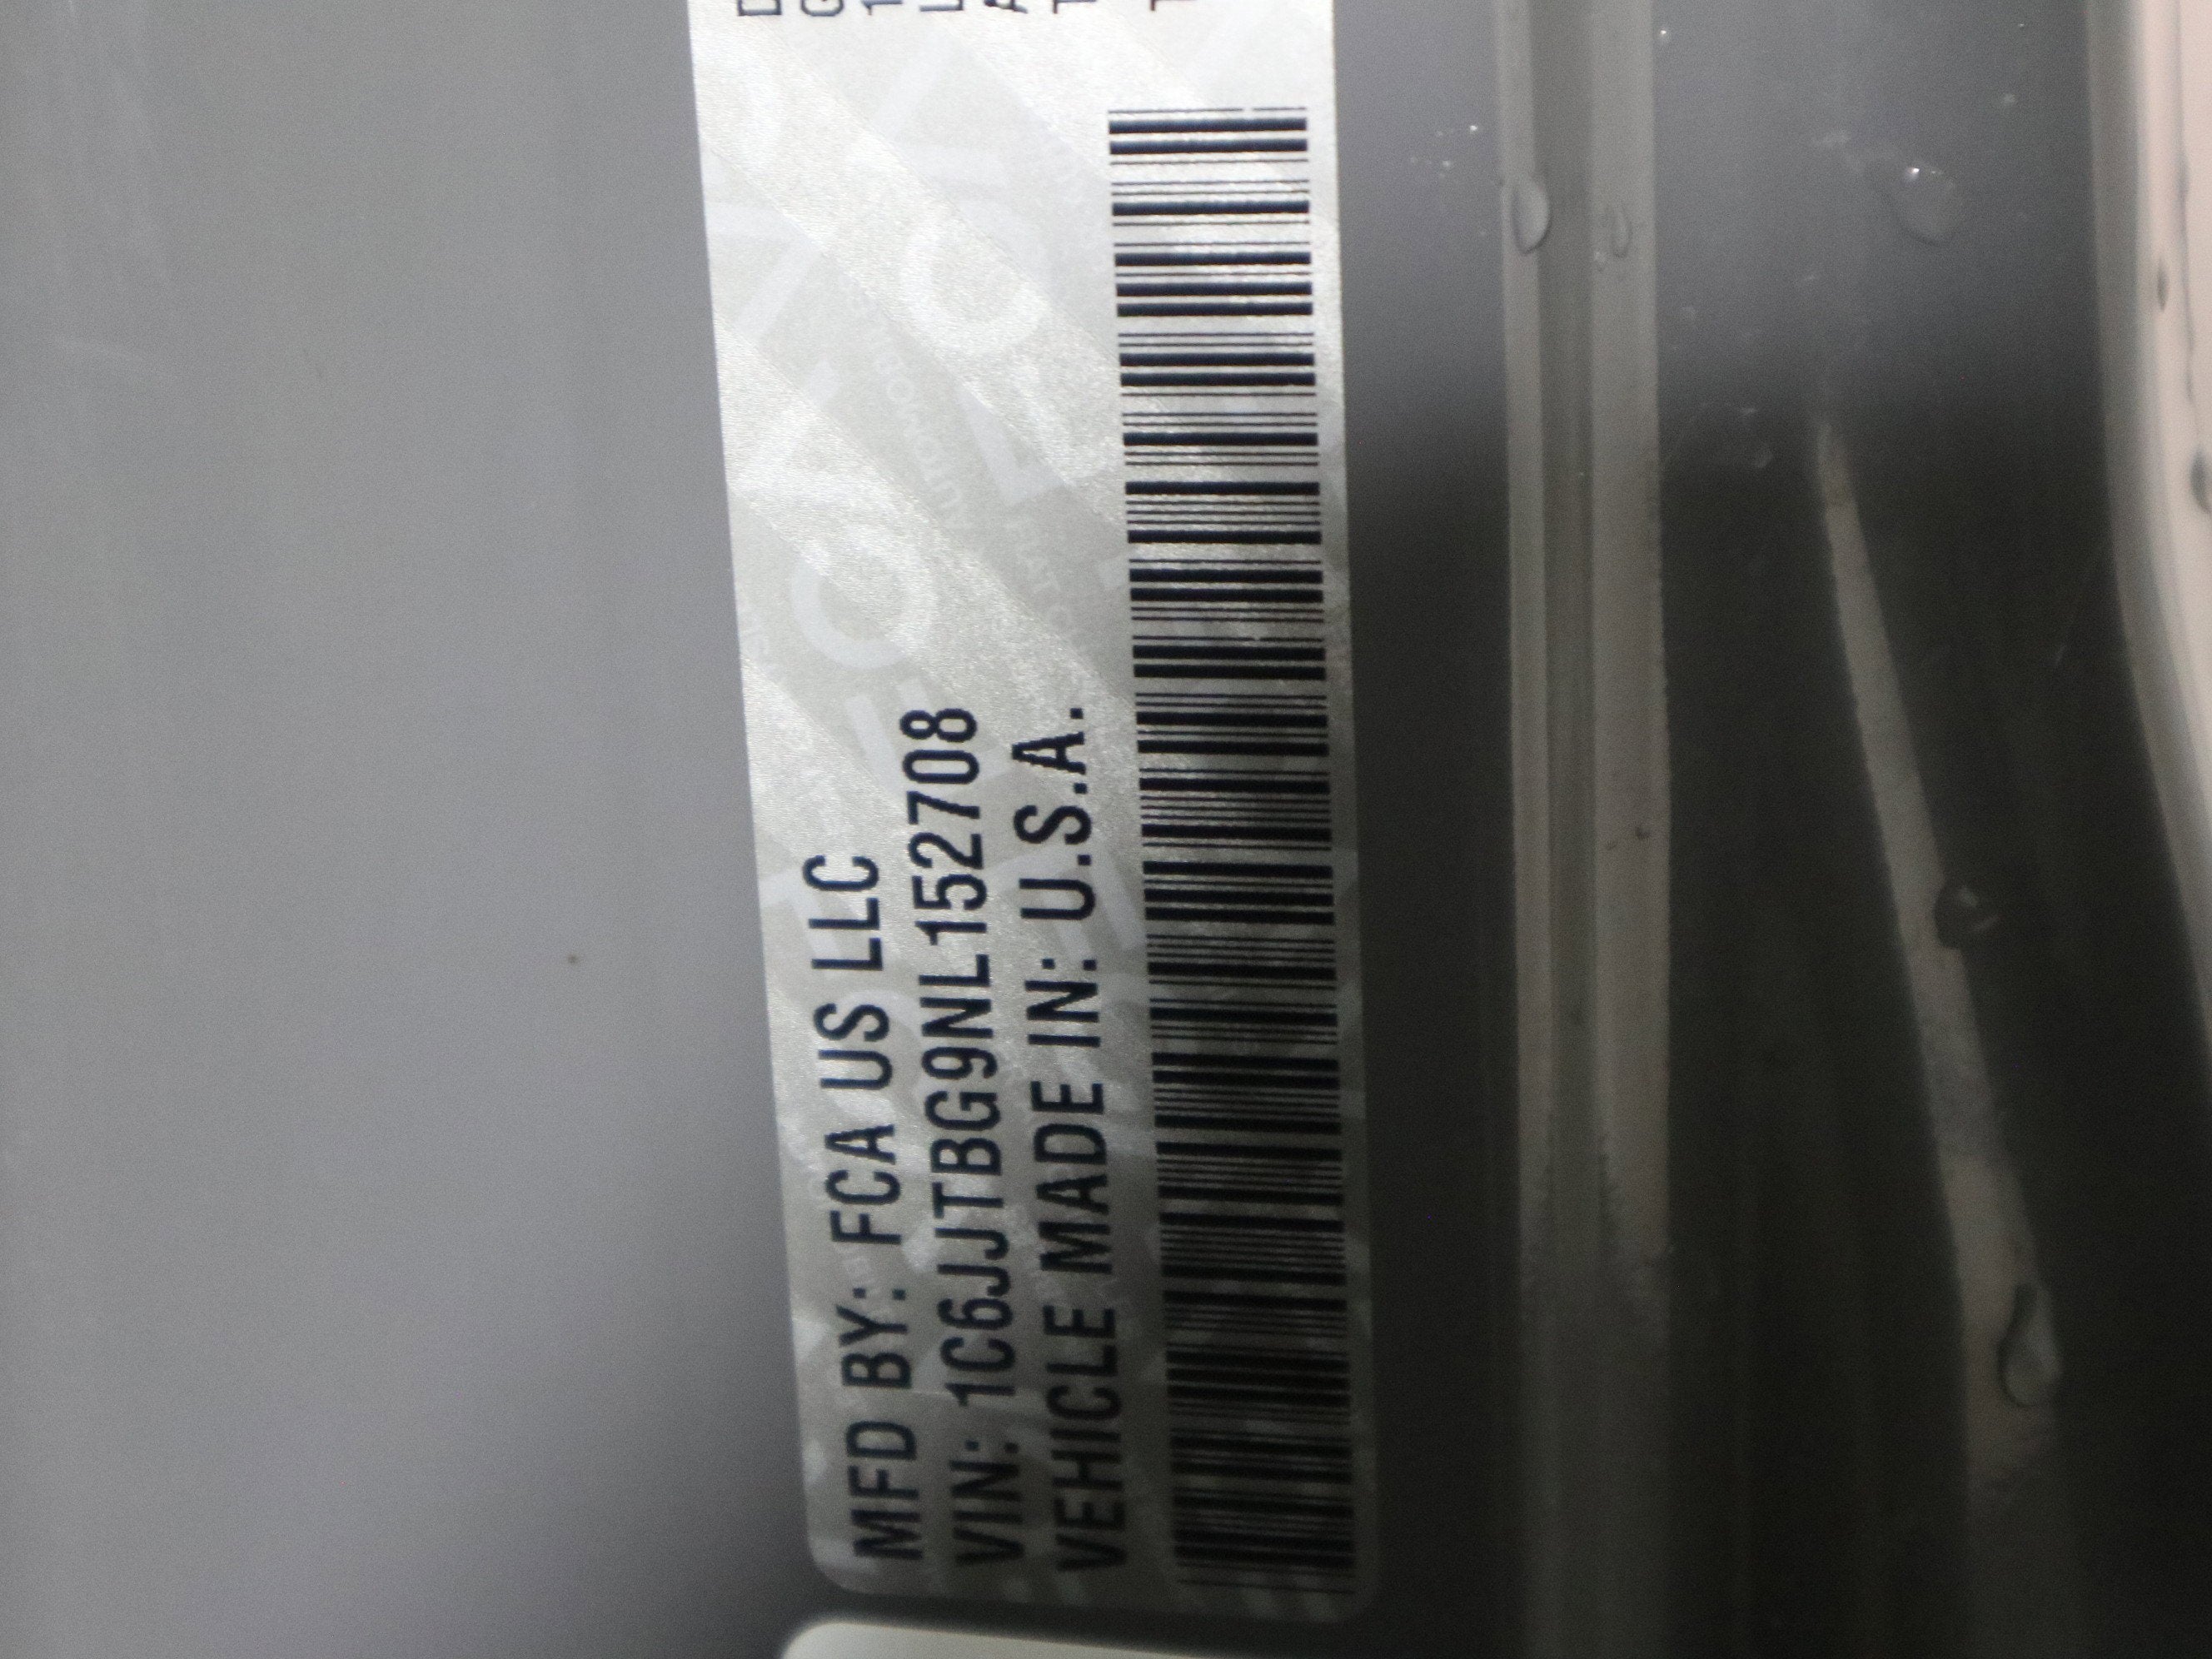 MFD BY: FCA US LLC
VIN: 1C6JJTBG9NL152708
VEHICLE MADE IN: U.S.A.